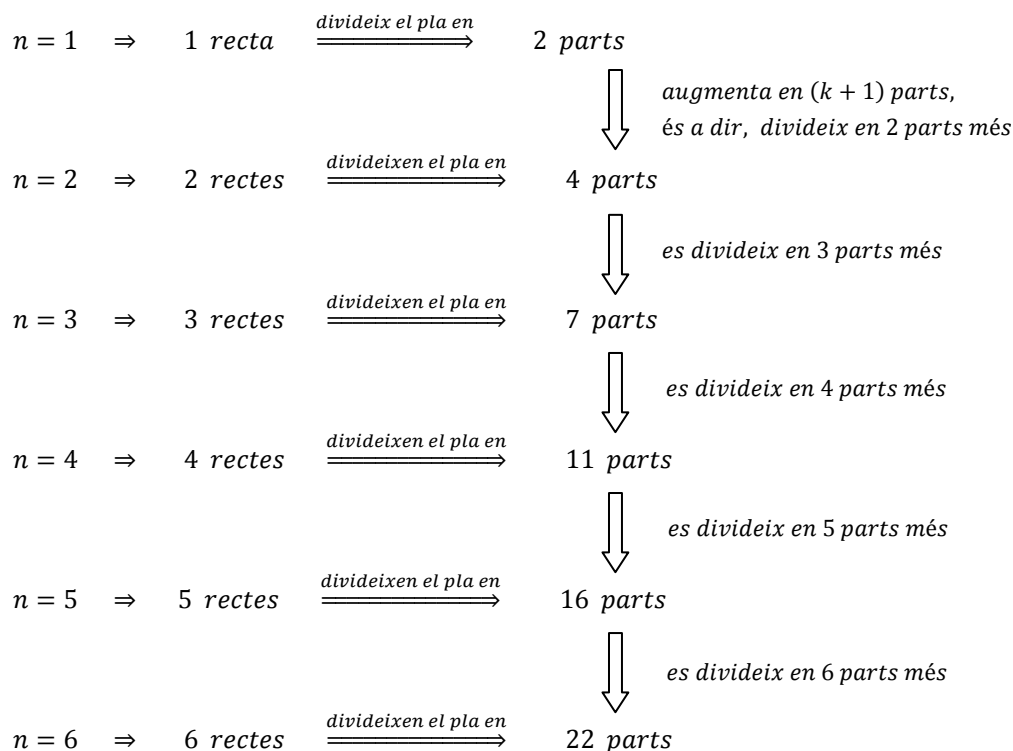 n = 1 ⇒ 1 recta divideix el pla en 2 parts
augmenta en (k + 1) parts,
és a dir, divideix en 2 parts més
n = 2 ⇒ 2 rectes divideixen el pla en 4 parts
es divideix en 3 parts més
n = 3 ⇒ 3 rectes divideixen el pla en 7 parts
es divideix en 4 parts més
n = 4 ⇒ 4 rectes divideixen el pla en 11 parts
es divideix en 5 parts més
n = 5 ⇒ 5 rectes divideixen el pla en 16 parts
es divideix en 6 parts més
n = 6 ⇒ 6 rectes divideixen el pla en 22 parts